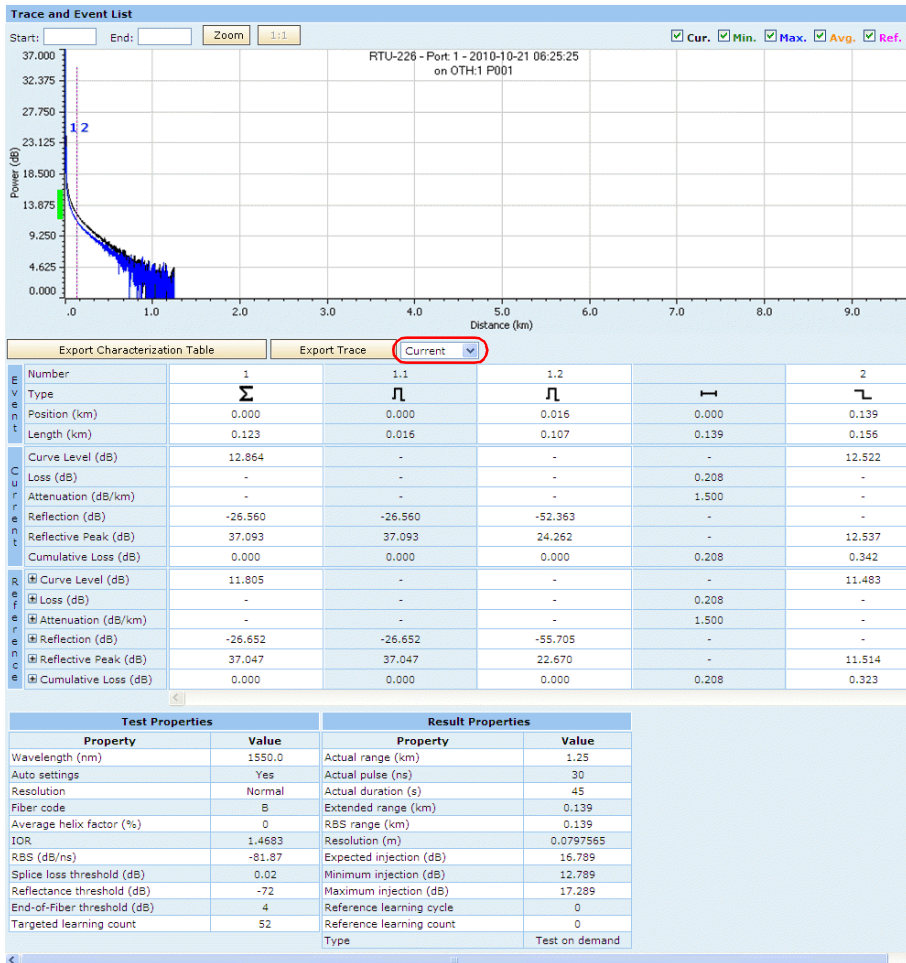 Trace and Event List
Start: End: Zoom 1:1 Cur. Min. Max. Avg. Ref.
RTU-226 - Port: 1 - 2010-10-21 06:25:25
on OTH:1 P001
Power (dB)
37.000
32.375
27.750
23.125
18.500
13.875
9.250
4.625
0.000
1 2
.0 1.0 2.0 3.0 4.0 5.0 6.0 7.0 8.0 9.0
Distance (km)
Export Characterization Table Export Trace Current
Event
Number 1 1.1 1.2 2
Type
Position (km) 0.000 0.000 0.016 0.000 0.139
Length (km) 0.123 0.016 0.107 0.139 0.156
Current
Curve Level (dB) 12.864 - - - 12.522
Loss (dB) - - - 0.208 -
Attenuation (dB/km) - - - 1.500 -
Reflection (dB) -26.560 -26.560 -52.363 - -
Reflective Peak (dB) 37.093 37.093 24.262 - 12.537
Cumulative Loss (dB) 0.000 0.000 0.000 0.208 0.342
Reference
Curve Level (dB) 11.805 - - - 11.483
Loss (dB) - - - 0.208 -
Attenuation (dB/km) - - - 1.500 -
Reflection (dB) -26.652 -26.652 -55.705 - -
Reflective Peak (dB) 37.047 37.047 22.670 - 11.514
Cumulative Loss (dB) 0.000 0.000 0.000 0.208 0.323
Test Properties
Property Value
Wavelength (nm) 1550.0
Auto settings Yes
Resolution Normal
Fiber code B
Average helix factor (%) 0
IOR 1.4683
RBS (dB/ns) -81.87
Splice loss threshold (dB) 0.02
Reflectance threshold (dB) -72
End-of-Fiber threshold (dB) 4
Targeted learning count 52
Result Properties
Property Value
Actual range (km) 1.25
Actual pulse (ns) 30
Actual duration (s) 45
Extended range (km) 0.139
RBS range (km) 0.139
Resolution (m) 0.0797565
Expected injection (dB) 16.789
Minimum injection (dB) 12.789
Maximum injection (dB) 17.289
Reference learning cycle 0
Reference learning count 0
Type Test on demand